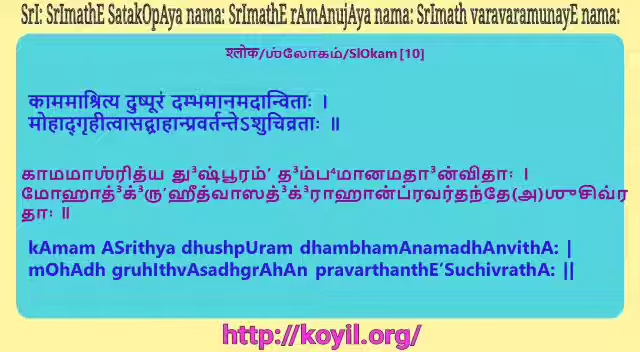 SrI: SrImathE SatakOpAya nama: SrImathE rAmAnujAya nama: SrImath varavaramunayE nama:
श्लोक/ஶ்லோகம்/SlOkam [10]
काममाश्रित्य दुष्पूरं दम्भमानमदान्विताः ।
मोहाद्गृहीत्वासद्ग्राहान्प्रवर्तन्तेऽशुचिव्रताः ॥
காமமாஶ்ரித்ய து³ஷ்பூரம்ʼ த³ம்ப⁴மானமதா³ன்விதா꞉ ।
மோஹாத்³க்³ருʼஹீத்வாஸத்³க்³ராஹான்ப்ரவர்தந்தே(அ)ஶுசிவ்ர
தா꞉ ॥
kAmam ASrithya dhushpUram dhambhamAnamadhAnvithA: |
mOhAdh gruhIthvAsadhgrAhAn pravarthanthE’SuchivrathA: ||
http://koyil.org/